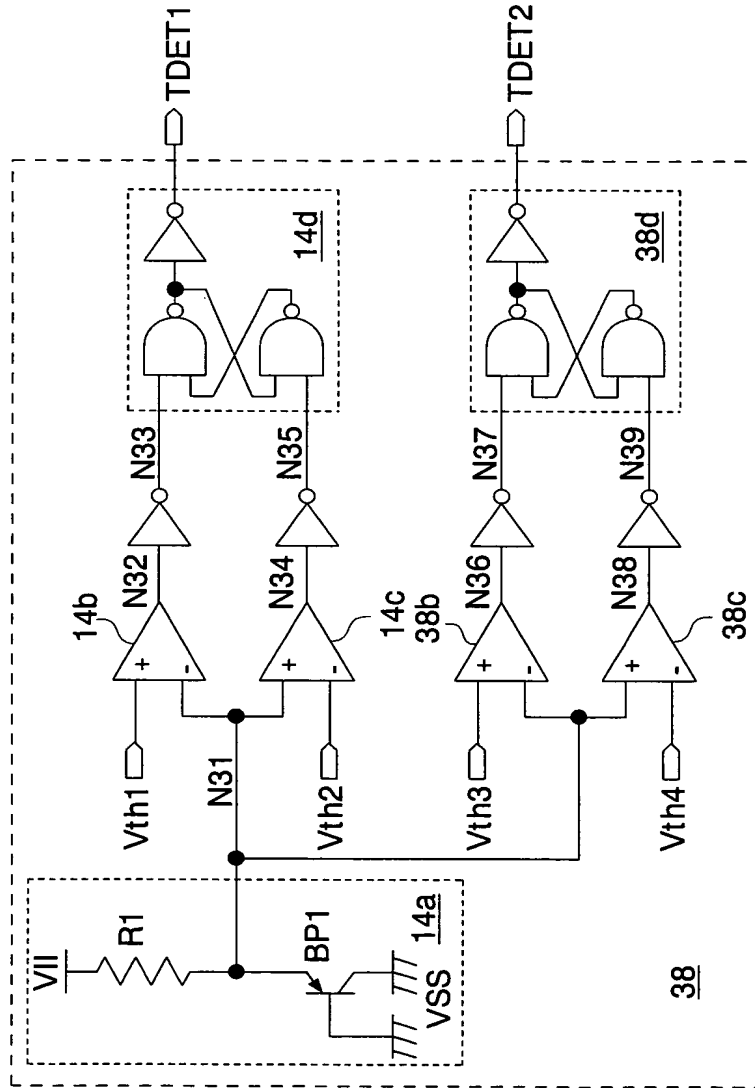 VII
R1
BP1
VSS
14a
N31
Vth1
Vth2
14b
14c
N32
N33
N34
N35
14d
TDET1
Vth3
Vth4
38b
38c
N36
N37
N38
N39
38d
TDET2
+
-
+
-
+
-
+
-
38